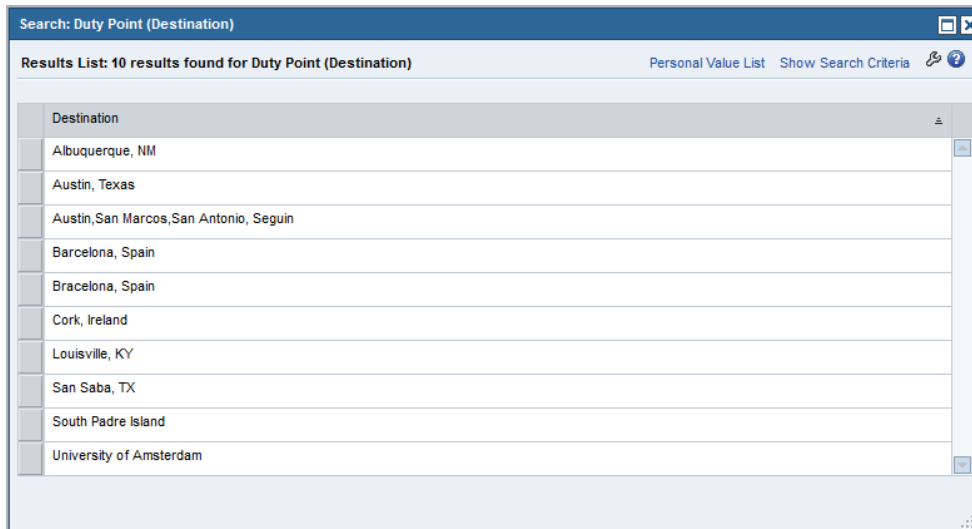 Search: Duty Point (Destination)
Results List: 10 results found for Duty Point (Destination) Personal Value List Show Search Criteria
Destination
Albuquerque, NM
Austin, Texas
Austin,San Marcos,San Antonio, Seguin
Barcelona, Spain
Bracelona, Spain
Cork, Ireland
Louisville, KY
San Saba, TX
South Padre Island
University of Amsterdam